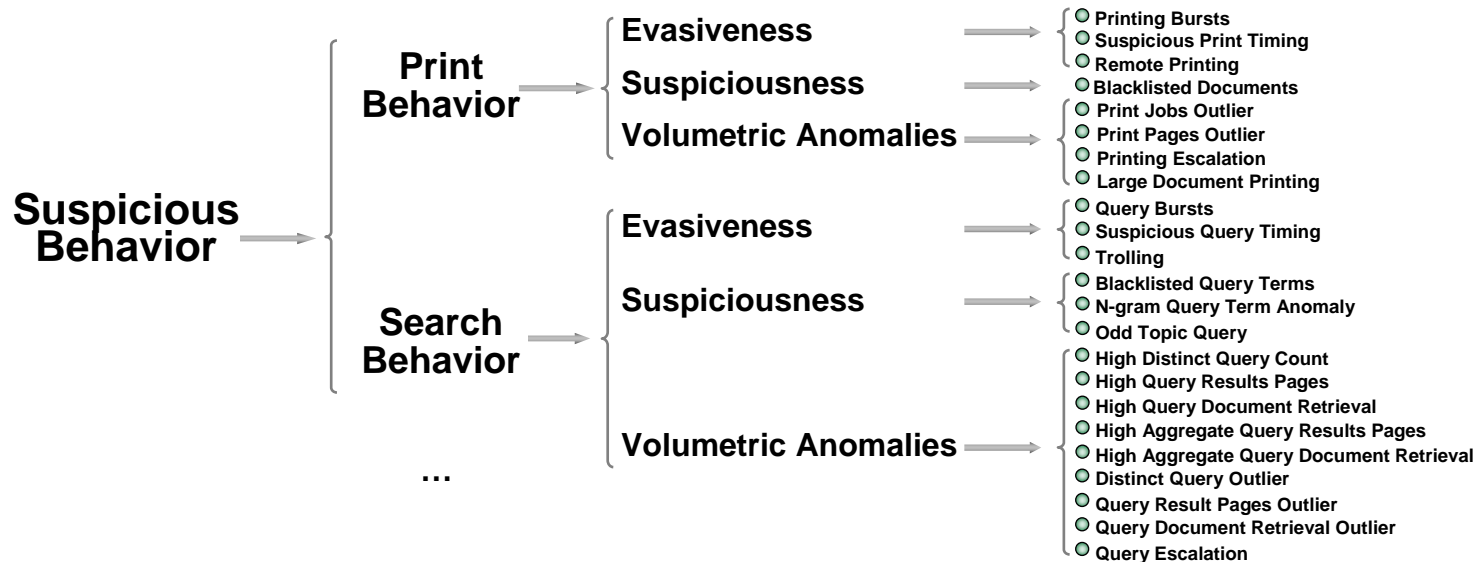 Suspicious
Behavior
Print
Behavior
Evasiveness
Printing Bursts
Suspicious Print Timing
Remote Printing
Suspiciousness
Blacklisted Documents
Volumetric Anomalies
Print Jobs Outlier
Print Pages Outlier
Printing Escalation
Large Document Printing
Search
Behavior
Evasiveness
Query Bursts
Suspicious Query Timing
Trolling
Suspiciousness
Blacklisted Query Terms
N-gram Query Term Anomaly
Odd Topic Query
Volumetric Anomalies
High Distinct Query Count
High Query Results Pages
High Query Document Retrieval
High Aggregate Query Results Pages
High Aggregate Query Document Retrieval
Distinct Query Outlier
Query Result Pages Outlier
Query Document Retrieval Outlier
Query Escalation
...